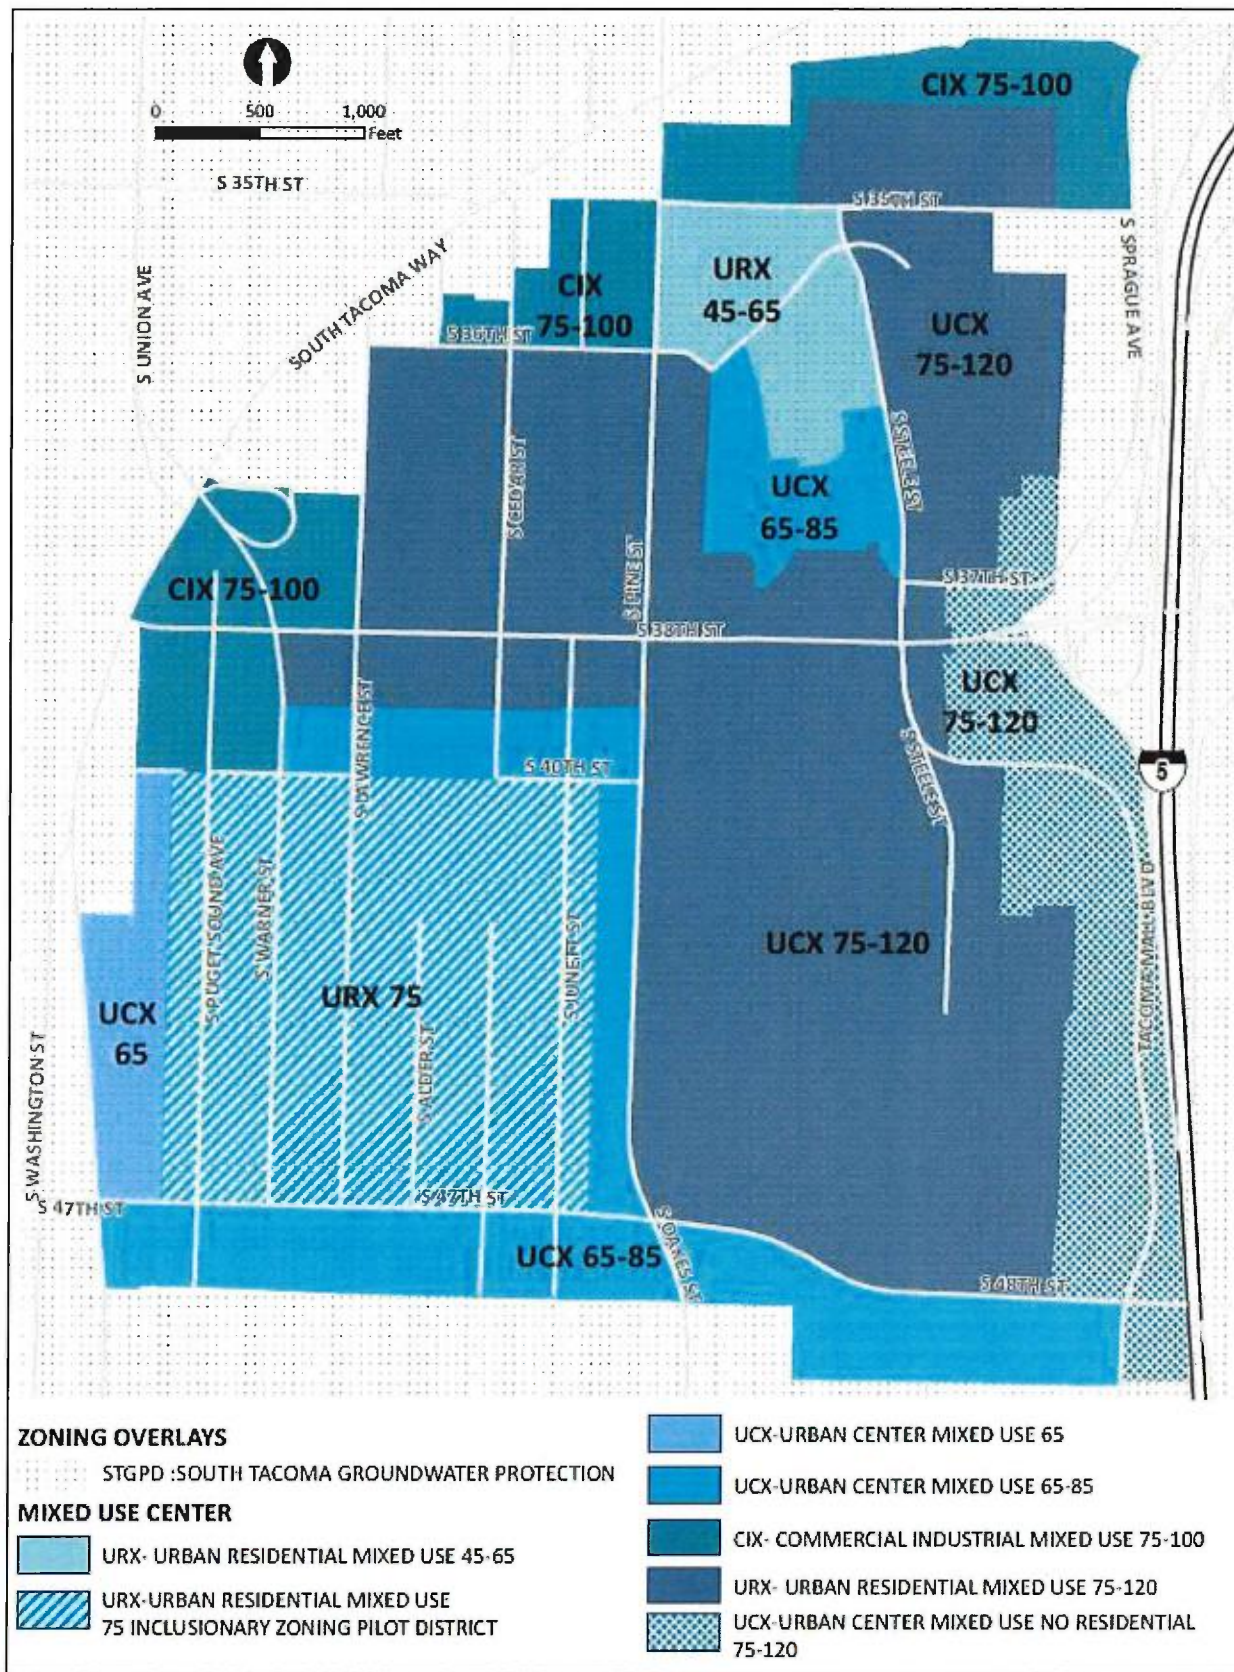 CIX 75-100
0 500 1,000
Feet
S 35TH ST
S 35TH ST
S UNION AVE
SOUTH TACOMA WAY
S SPRAGUE AVE
CIX
75-100
URX
45-65
UCX
75-120
S 36TH ST
S CEDAR ST
S STEELE ST
UCX
65-85
CIX 75-100
S PINE ST
S 37TH ST
S 38TH ST
UCX
75-120
S LAWRENCE ST
S STEELE ST
S 40TH ST
5
S PUGET SOUND AVE
S WARNER ST
S JUNETT ST
TACOMA MALL BLVD
UCX 75-120
URX 75
UCX
65
S ALDER ST
S WASHINGTON ST
S 47TH ST
S 47TH ST
S OAKES ST
UCX 65-85
S 48TH ST
ZONING OVERLAYS
STGPD :SOUTH TACOMA GROUNDWATER PROTECTION
MIXED USE CENTER
URX- URBAN RESIDENTIAL MIXED USE 45-65
URX-URBAN RESIDENTIAL MIXED USE
75 INCLUSIONARY ZONING PILOT DISTRICT
UCX-URBAN CENTER MIXED USE 65
UCX-URBAN CENTER MIXED USE 65-85
CIX- COMMERCIAL INDUSTRIAL MIXED USE 75-100
URX- URBAN RESIDENTIAL MIXED USE 75-120
UCX-URBAN CENTER MIXED USE NO RESIDENTIAL
75-120